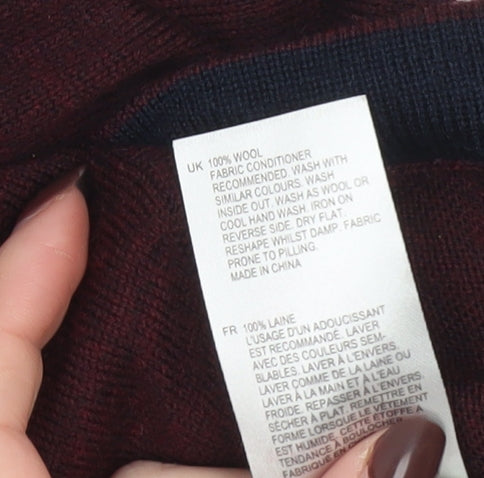 UK 100% WOOL
FABRIC CONDITIONER
RECOMMENDED. WASH WITH
SIMILAR COLOURS. WASH
INSIDE OUT. WASH AS WOOL OR
COOL HAND WASH. IRON ON
REVERSE SIDE. DRY FLAT.
RESHAPE WHILST DAMP. FABRIC
PRONE TO PILLING.
MADE IN CHINA
FR 100% LAINE
L'USAGE D'UN ADOUCISSANT
EST RECOMMANDE. LAVER
AVEC DES COULEURS SEM-
BLABLES. LAVER À L'ENVERS.
LAVER COMME DE LA LAINE OU
LAVER À LA MAIN ET À L'EAU
FROIDE. REPASSER À L'ENVERS.
SÉCHER À PLAT. REMETTRE EN
FORME LORSQUE LE VÊTEMENT
EST HUMIDE. CETTE ÉTOFFE A
TENDANCE À BOULOCHER
FABRIQUÉ EN